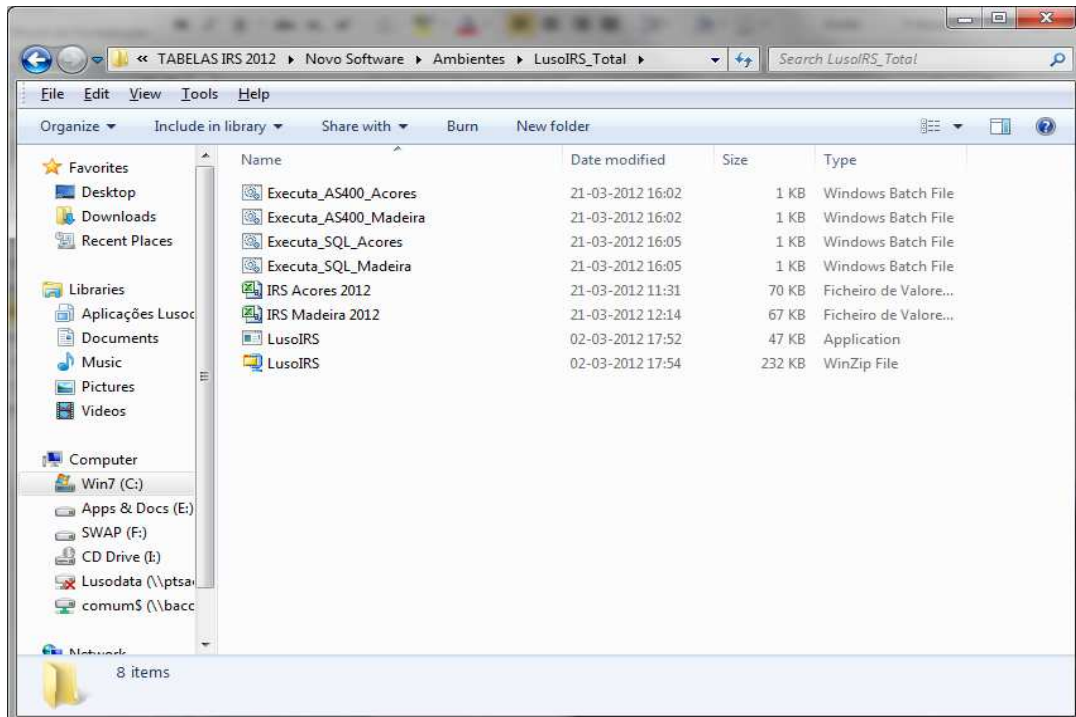 « TABELAS IRS 2012 ▸ Novo Software ▸ Ambientes ▸ LusoIRS_Total ▸ Search LusoIRS_Total
File Edit View Tools Help
Organize Include in library Share with Burn New folder
Favorites
Desktop
Downloads
Recent Places
Libraries
Aplicações Lusoc
Documents
Music
Pictures
Videos
Computer
Win7 (C:)
Apps & Docs (E:)
SWAP (F:)
CD Drive (I:)
Lusodata (\\ptsa
comum$ (\\bacc
Network
Name Date modified Size Type
Executa_AS400_Acores 21-03-2012 16:02 1 KB Windows Batch File
Executa_AS400_Madeira 21-03-2012 16:02 1 KB Windows Batch File
Executa_SQL_Acores 21-03-2012 16:05 1 KB Windows Batch File
Executa_SQL_Madeira 21-03-2012 16:05 1 KB Windows Batch File
IRS Acores 2012 21-03-2012 11:31 70 KB Ficheiro de Valore...
IRS Madeira 2012 21-03-2012 12:14 67 KB Ficheiro de Valore...
LusoIRS 02-03-2012 17:52 47 KB Application
LusoIRS 02-03-2012 17:54 232 KB WinZip File
8 items